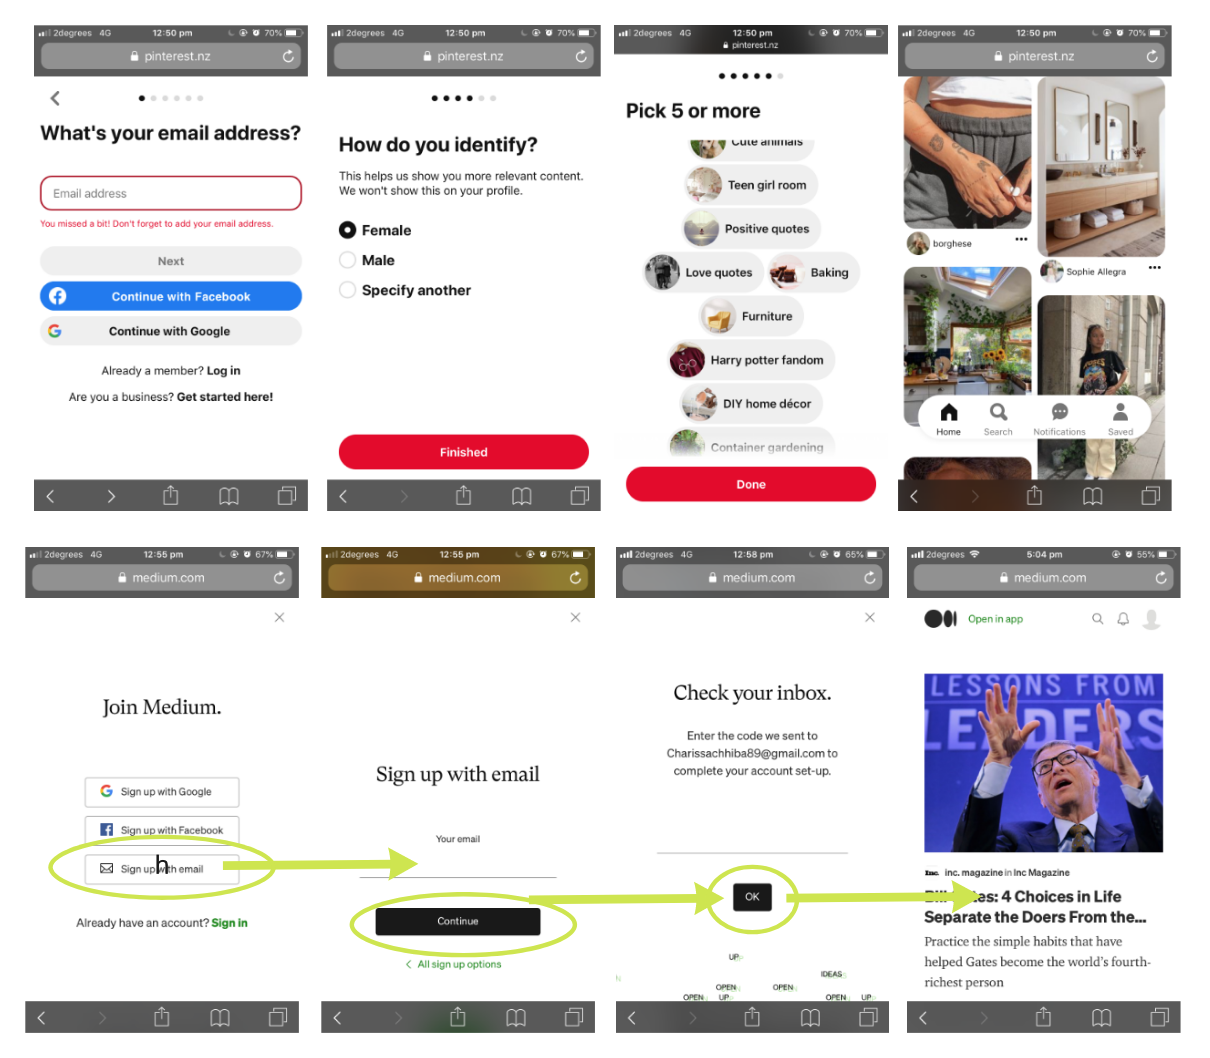 2degrees 4G 12:50 pm 70%
pinterest.nz
What's your email address?
Email address
You missed a bit! Don't forget to add your email address.
Next
Continue with Facebook
Continue with Google
Already a member? Log in
Are you a business? Get started here!
2degrees 4G 12:50 pm 70%
pinterest.nz
How do you identify?
This helps us show you more relevant content.
We won't show this on your profile.
Female
Male
Specify another
Finished
2degrees 4G 12:50 pm 70%
pinterest.nz
Pick 5 or more
Cute animals
Teen girl room
Positive quotes
Love quotes
Baking
Furniture
Harry potter fandom
DIY home décor
Container gardening
Done
2degrees 4G 12:50 pm 70%
pinterest.nz
borghese
Sophie Allegra
Home Search Notifications Saved
2degrees 4G 12:55 pm 67%
medium.com
Join Medium.
Sign up with Google
Sign up with Facebook
Sign up with email
h
Already have an account? Sign in
2degrees 4G 12:55 pm 67%
medium.com
Sign up with email
Your email
Continue
All sign up options
2degrees 4G 12:58 pm 65%
medium.com
Check your inbox.
Enter the code we sent to
Charissachhiba89@gmail.com to
complete your account set-up.
OK
UP
IDEAS
OPEN OPEN
OPEN UP OPEN UP
2degrees 5:04 pm 55%
medium.com
Open in app
LESSONS FROM
LEADERS
Inc. inc. magazine in Inc Magazine
Bill Gates: 4 Choices in Life
Separate the Doers From the...
Practice the simple habits that have
helped Gates become the world's fourth-
richest person